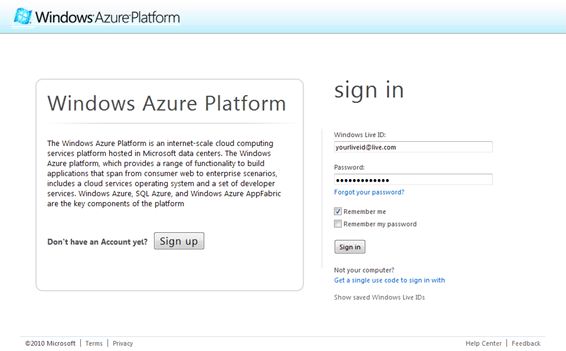 Windows Azure Platform
Windows Azure Platform
The Windows Azure Platform is an internet-scale cloud computing
services platform hosted in Microsoft data centers. The Windows
Azure platform, which provides a range of functionality to build
applications that span from consumer web to enterprise scenarios,
includes a cloud services operating system and a set of developer
services. Windows Azure, SQL Azure, and Windows Azure AppFabric
are the key components of the platform
Don't have an Account yet? Sign up
sign in
Windows Live ID:
yourliveid@live.com
Password:
•••••••••••••
Forgot your password?
Remember me
Remember my password
Sign in
Not your computer?
Get a single use code to sign in with
Show saved Windows Live IDs
©2010 Microsoft | Terms | Privacy
Help Center | Feedback